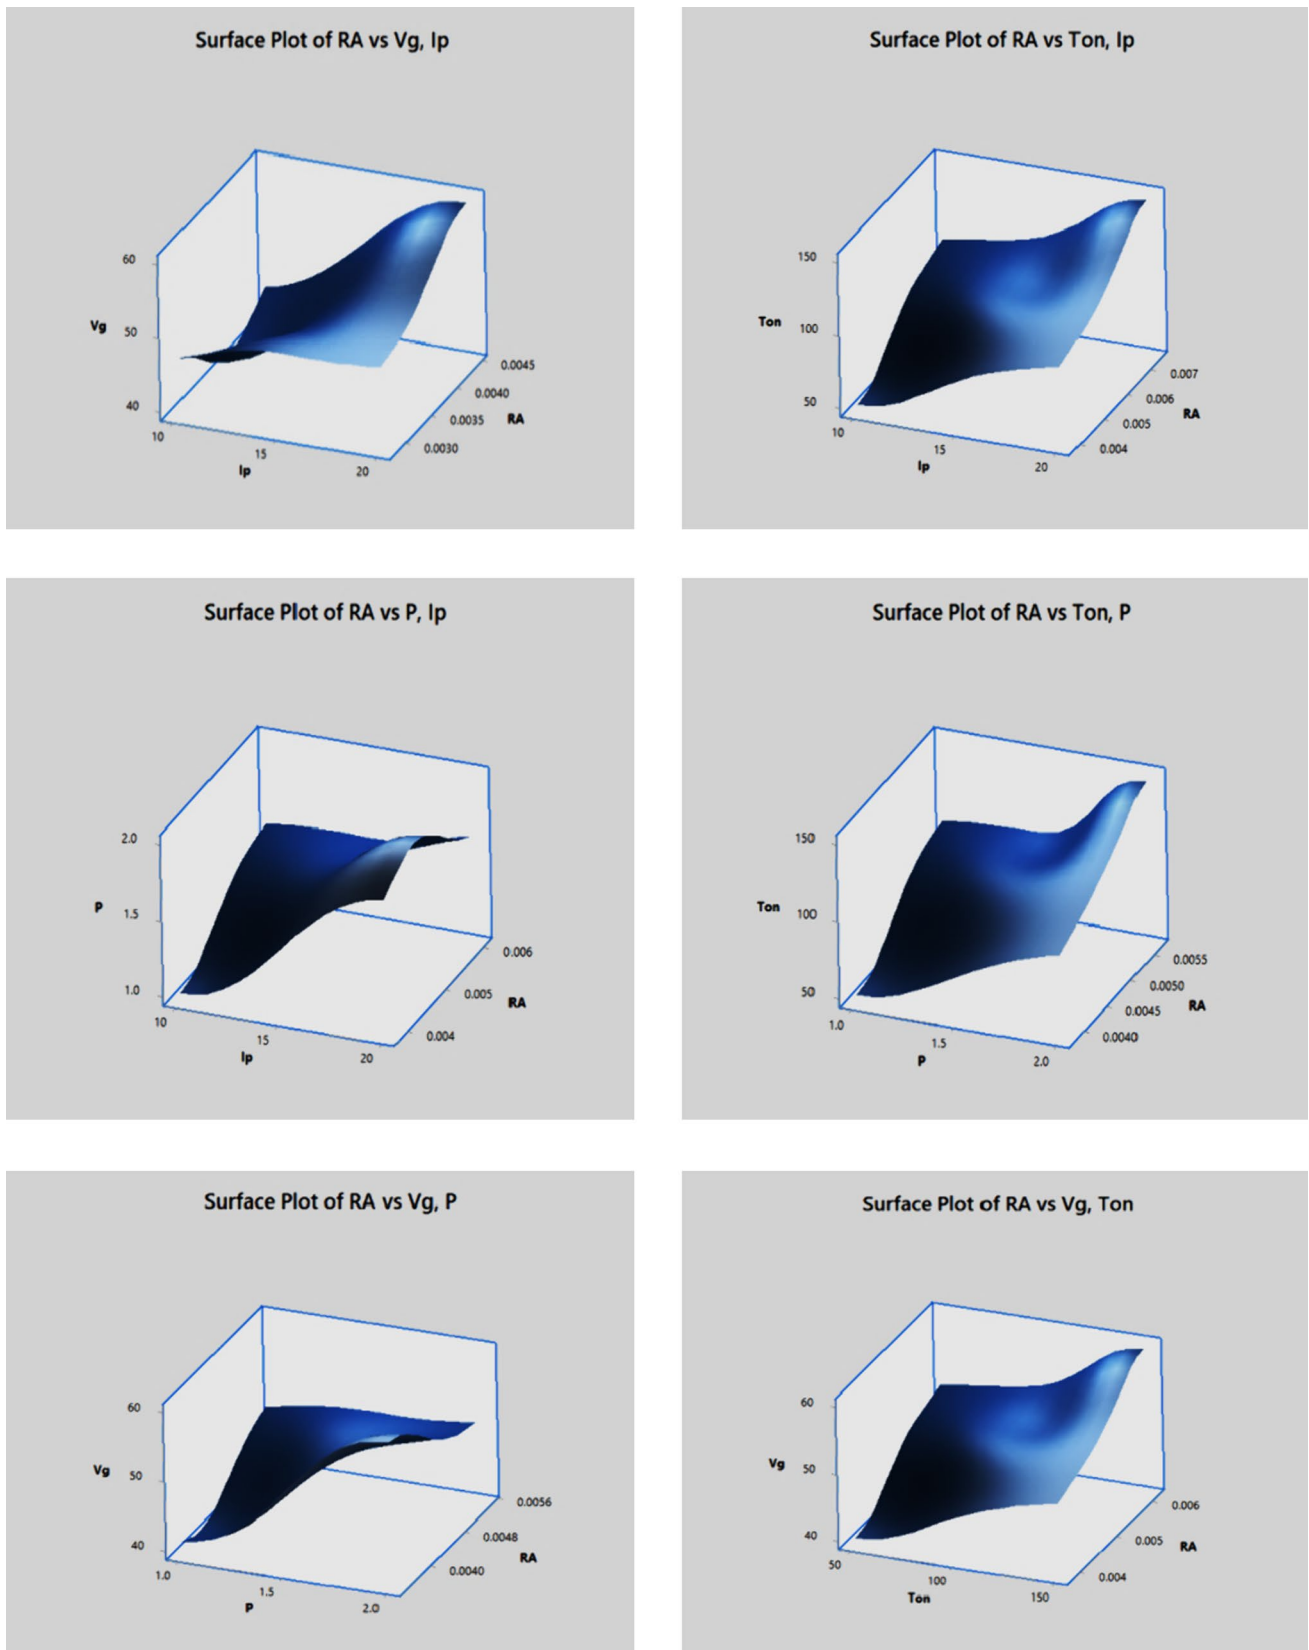 Surface Plot of RA vs Vg, Ip
60
Vg
50
40
10
15
20
Ip
0.0045
0.0040
0.0035
RA
0.0030
Surface Plot of RA vs Ton, Ip
150
Ton
100
50
10
15
20
Ip
0.007
0.006
RA
0.005
0.004
Surface Plot of RA vs P, Ip
2.0
P
1.5
1.0
10
15
20
Ip
0.006
0.005
RA
0.004
Surface Plot of RA vs Ton, P
150
Ton
100
50
1.0
1.5
2.0
P
0.0055
0.0050
RA
0.0045
0.0040
Surface Plot of RA vs Vg, P
60
Vg
50
40
1.0
1.5
2.0
P
0.0056
0.0048
RA
0.0040
Surface Plot of RA vs Vg, Ton
60
Vg
50
40
50
100
150
Ton
0.006
0.005
RA
0.004